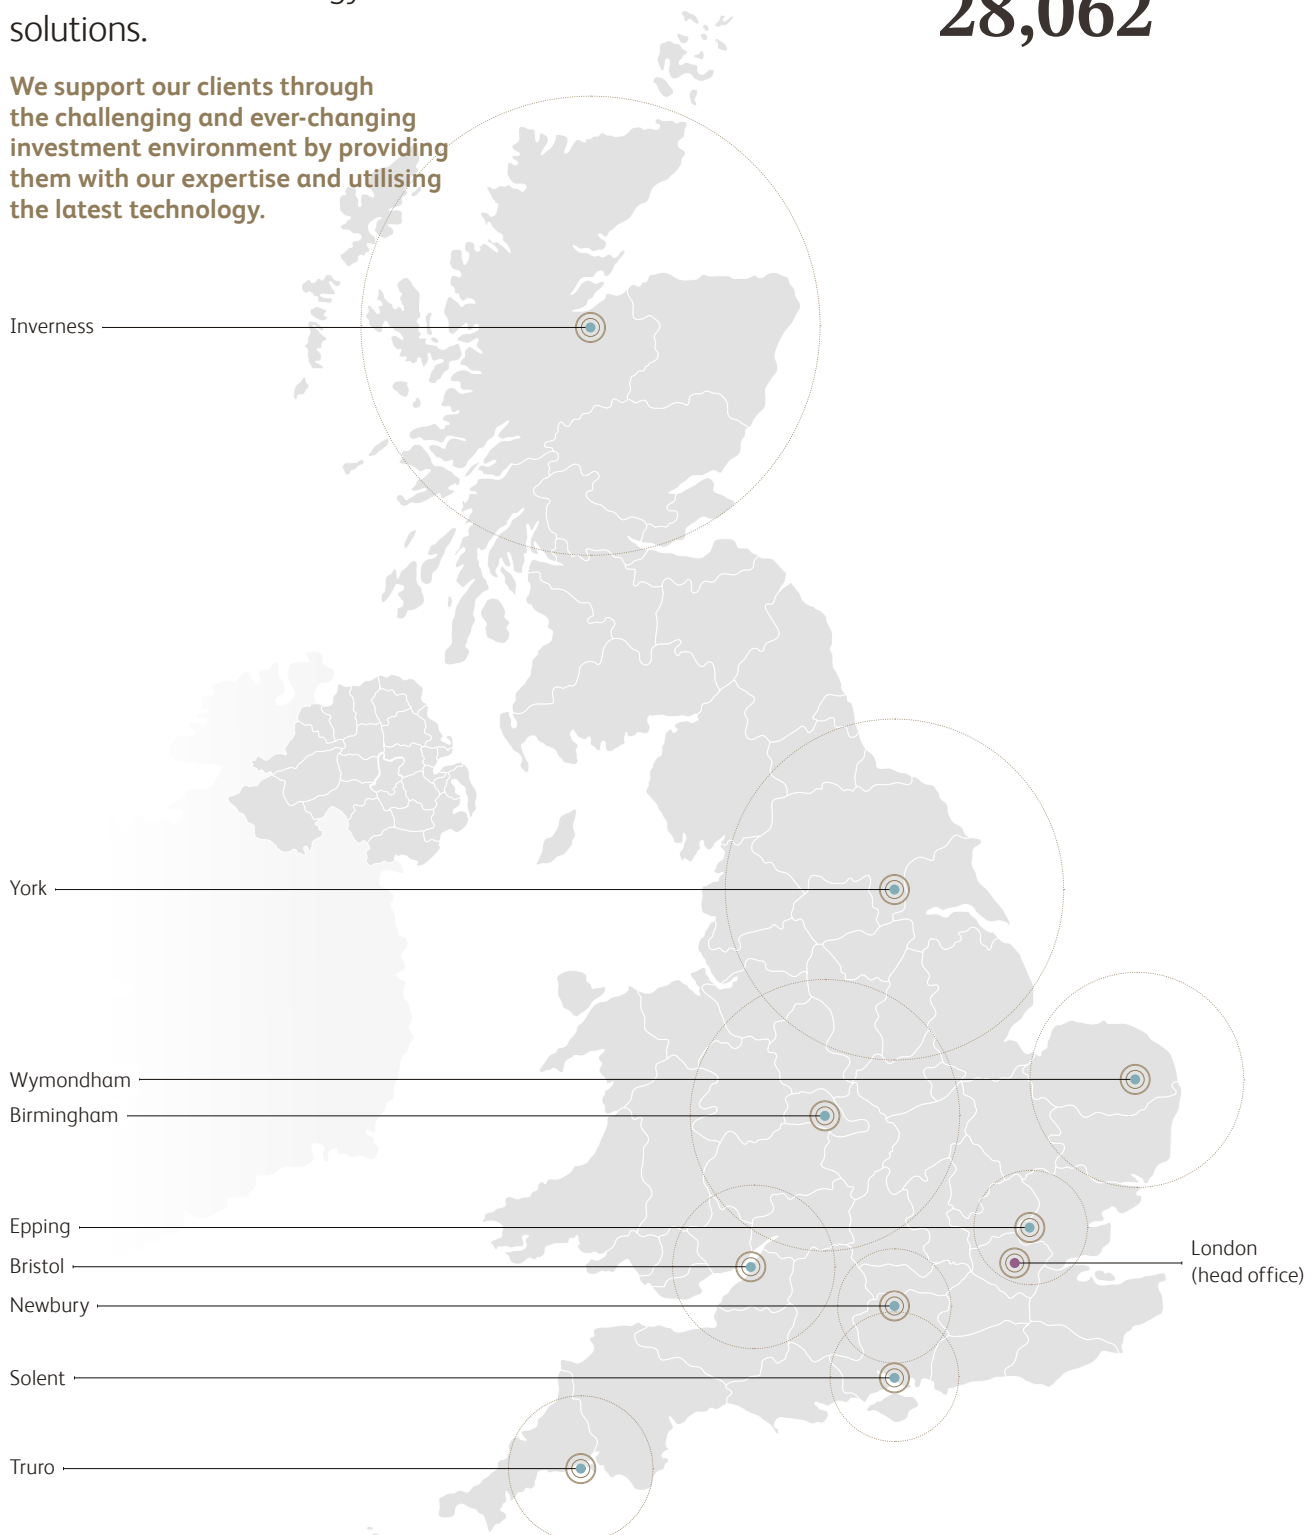 solutions.
28,062
We support our clients through
the challenging and ever-changing
investment environment by providing
them with our expertise and utilising
the latest technology.
Inverness
York
Wymondham
Birmingham
Epping
Bristol
London
(head office)
Newbury
Solent
Truro